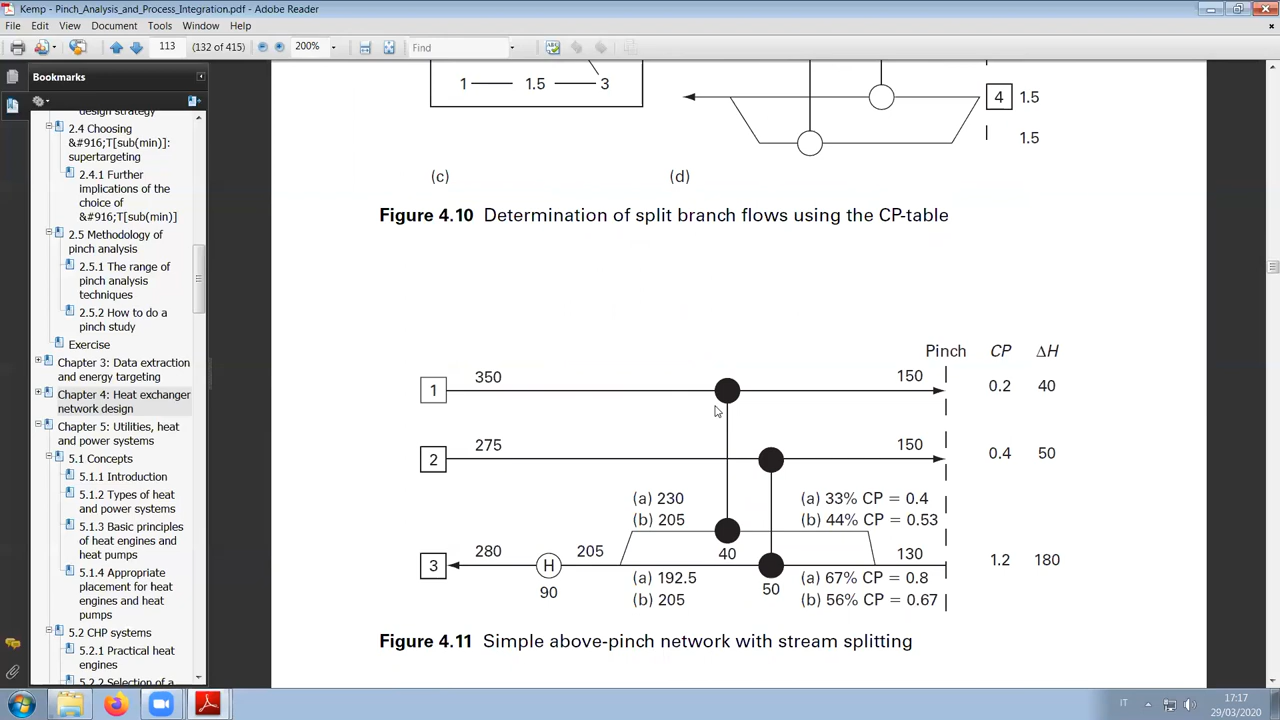 Kemp - Pinch_Analysis_and_Process_Integration.pdf - Adobe Reader
File Edit View Document Tools Window Help
113 (132 of 415) 200% Find
Bookmarks
design strategy
2.4 Choosing
&#916;T[sub(min)]:
supertargeting
2.4.1 Further
implications of the
choice of
&#916;T[sub(min)]
2.5 Methodology of
pinch analysis
2.5.1 The range of
pinch analysis
techniques
2.5.2 How to do a
pinch study
Exercise
Chapter 3: Data extraction
and energy targeting
Chapter 4: Heat exchanger
network design
Chapter 5: Utilities, heat
and power systems
5.1 Concepts
5.1.1 Introduction
5.1.2 Types of heat
and power systems
5.1.3 Basic principles
of heat engines and
heat pumps
5.1.4 Appropriate
placement for heat
engines and heat
pumps
5.2 CHP systems
5.2.1 Practical heat
engines
5.2.2 Selection of a
1 1.5 3
4 1.5
1.5
(c) (d)
Figure 4.10 Determination of split branch flows using the CP-table
Pinch CP ΔH
1 350 150 0.2 40
2 275 150 0.4 50
(a) 230 (a) 33% CP = 0.4
(b) 205 (b) 44% CP = 0.53
3 280 H 205 40 130 1.2 180
90 (a) 192.5 50 (a) 67% CP = 0.8
(b) 205 (b) 56% CP = 0.67
Figure 4.11 Simple above-pinch network with stream splitting
IT 17:17
29/03/2020